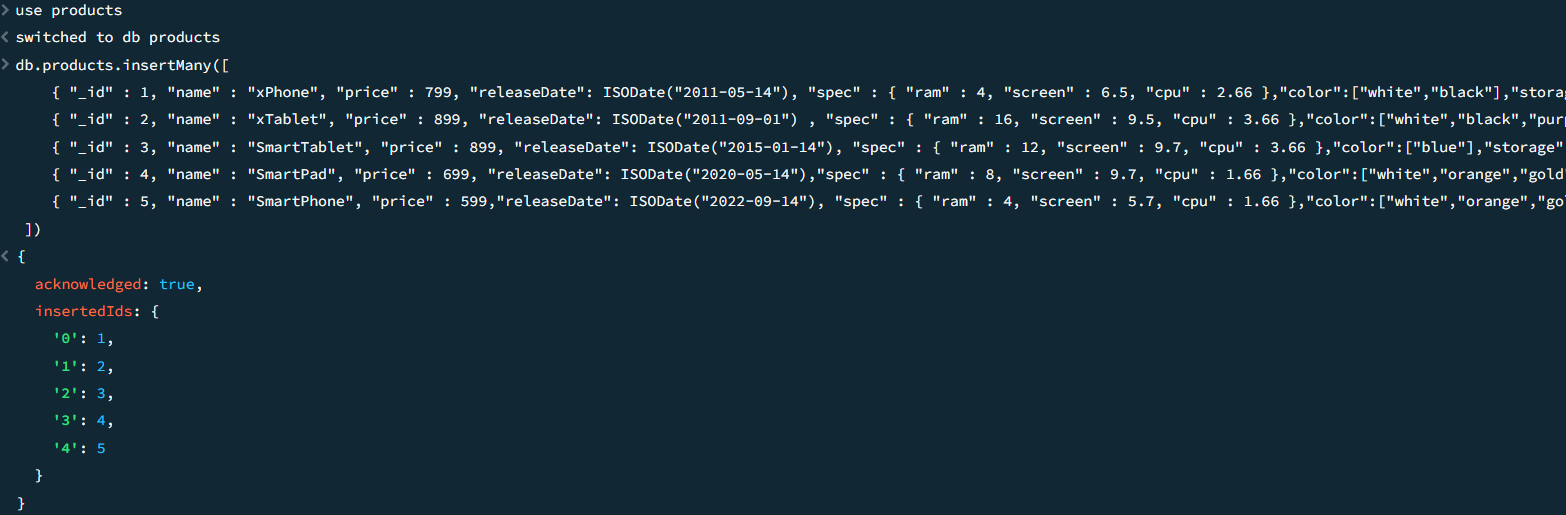 > use products
< switched to db products
> db.products.insertMany([
{ "_id" : 1, "name" : "xPhone", "price" : 799, "releaseDate": ISODate("2011-05-14"), "spec" : { "ram" : 4, "screen" : 6.5, "cpu" : 2.66 },"color":["white","black"],"storag
{ "_id" : 2, "name" : "xTablet", "price" : 899, "releaseDate": ISODate("2011-09-01") , "spec" : { "ram" : 16, "screen" : 9.5, "cpu" : 3.66 },"color":["white","black","purp
{ "_id" : 3, "name" : "SmartTablet", "price" : 899, "releaseDate": ISODate("2015-01-14"), "spec" : { "ram" : 12, "screen" : 9.7, "cpu" : 3.66 },"color":["blue"],"storage"
{ "_id" : 4, "name" : "SmartPad", "price" : 699, "releaseDate": ISODate("2020-05-14"),"spec" : { "ram" : 8, "screen" : 9.7, "cpu" : 1.66 },"color":["white","orange","gold"
{ "_id" : 5, "name" : "SmartPhone", "price" : 599,"releaseDate": ISODate("2022-09-14"), "spec" : { "ram" : 4, "screen" : 5.7, "cpu" : 1.66 },"color":["white","orange","gol
])
< {
acknowledged: true,
insertedIds: {
'0': 1,
'1': 2,
'2': 3,
'3': 4,
'4': 5
}
}